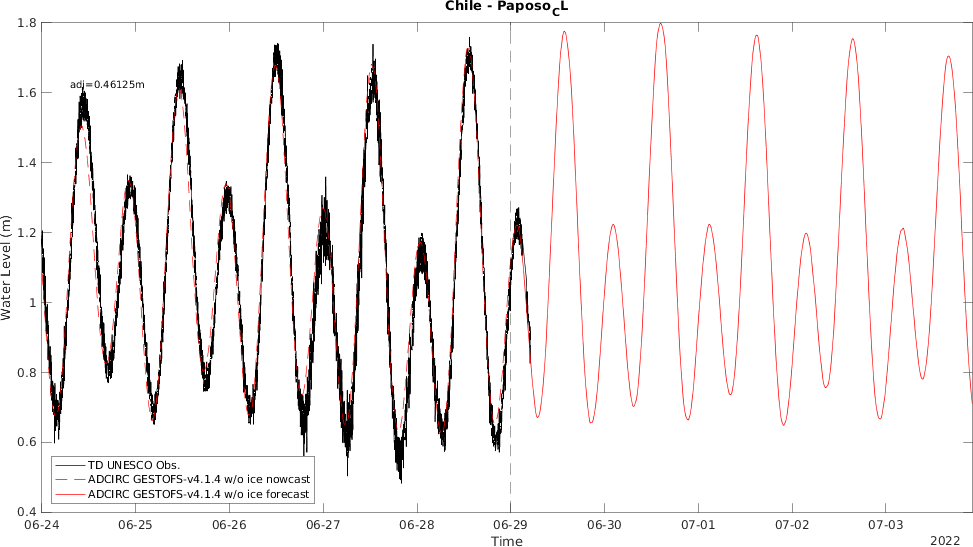 Chile - Paposo_CL
1.8
1.6
1.4
1.2
1
0.8
0.6
0.4
Water Level (m)
adj=0.46125m
TD UNESCO Obs.
ADCIRC GESTOFS-v4.1.4 w/o ice nowcast
ADCIRC GESTOFS-v4.1.4 w/o ice forecast
06-24 06-25 06-26 06-27 06-28 06-29 06-30 07-01 07-02 07-03
Time
2022